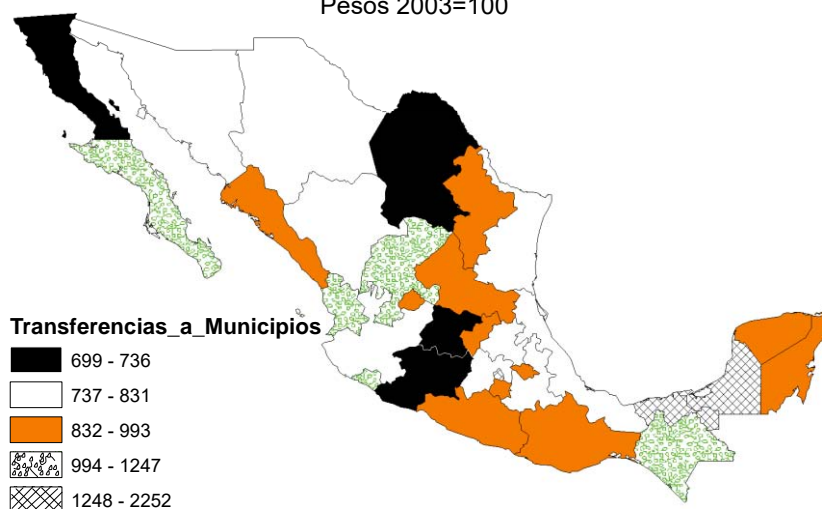 Pesos 2003=100
Transferencias_a_Municipios
699 - 736
737 - 831
832 - 993
994 - 1247
1248 - 2252